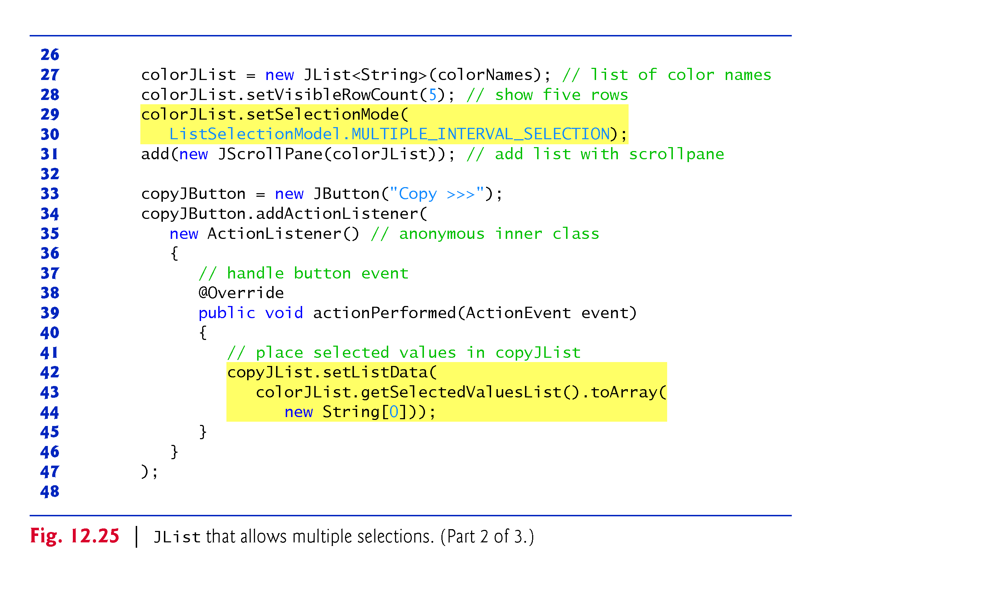 26
27 colorJList = new JList<String>(colorNames); // list of color names
28 colorJList.setVisibleRowCount(5); // show five rows
29 colorJList.setSelectionMode(
30    ListSelectionModel.MULTIPLE_INTERVAL_SELECTION);
31 add(new JScrollPane(colorJList)); // add list with scrollpane
32
33 copyJButton = new JButton("Copy >>>");
34 copyJButton.addActionListener(
35    new ActionListener() // anonymous inner class
36    {
37       // handle button event
38       @Override
39       public void actionPerformed(ActionEvent event)
40       {
41          // place selected values in copyJList
42          copyJList.setListData(
43             colorJList.getSelectedValuesList().toArray(
44                new String[0]));
45       }
46    }
47 );
48
Fig. 12.25 | JList that allows multiple selections. (Part 2 of 3.)